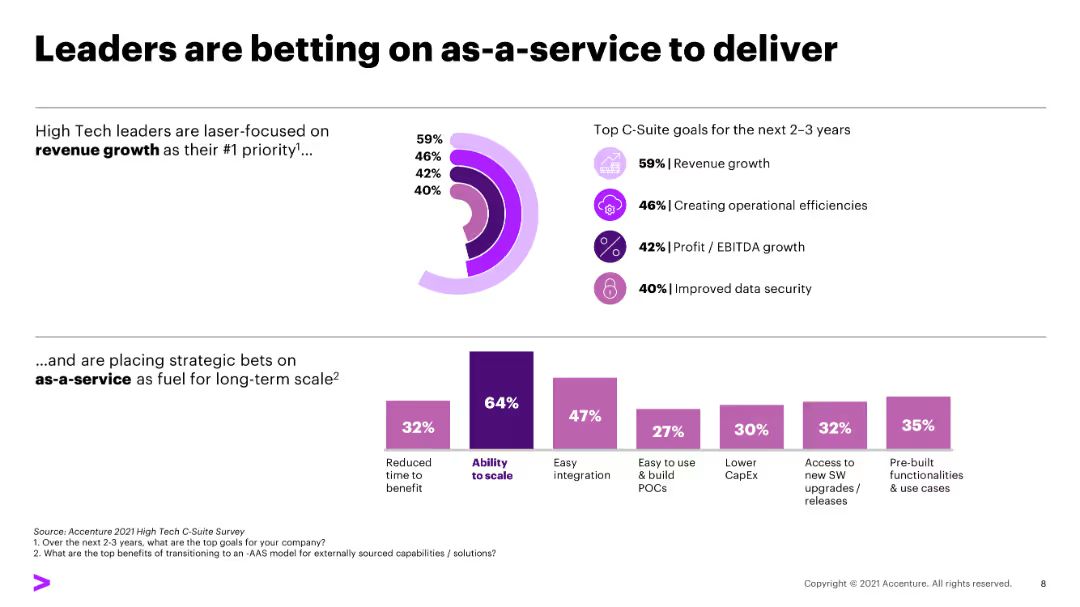 Leaders are betting on as-a-service to deliver
High Tech leaders are laser-focused on
revenue growth as their #1 priority¹...
59%
46%
42%
40%
Top C-Suite goals for the next 2–3 years
59% | Revenue growth
46% | Creating operational efficiencies
42% | Profit / EBITDA growth
40% | Improved data security
...and are placing strategic bets on
as-a-service as fuel for long-term scale²
32%
64%
47%
27%
30%
32%
35%
Reduced
time to
benefit
Ability
to scale
Easy
integration
Easy to use
& build
POCs
Lower
CapEx
Access to
new SW
upgrades /
releases
Pre-built
functionalities
& use cases
Source: Accenture 2021 High Tech C-Suite Survey
1. Over the next 2-3 years, what are the top goals for your company?
2. What are the top benefits of transitioning to an -AAS model for externally sourced capabilities / solutions?
Copyright © 2021 Accenture. All rights reserved.
8